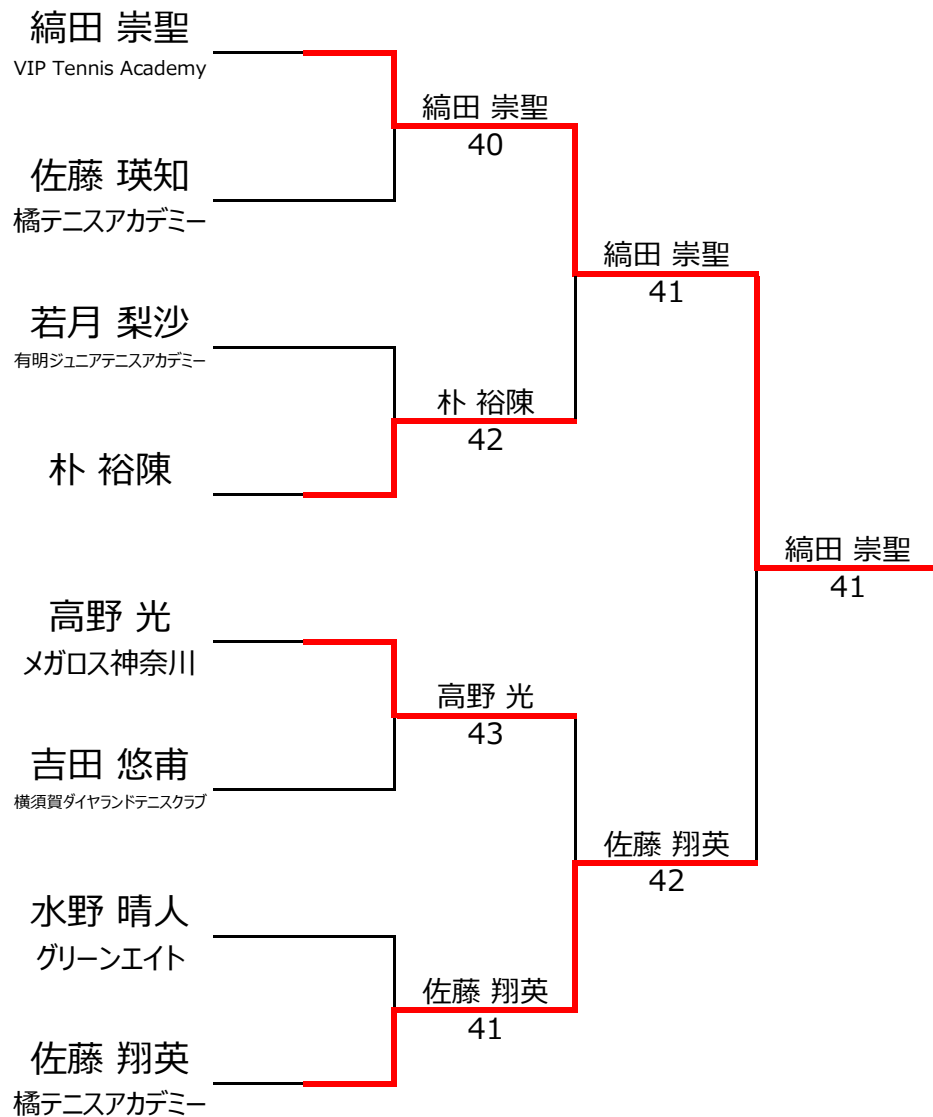 縞田 崇聖
VIP Tennis Academy
縞田 崇聖
40
佐藤 瑛知
橘テニスアカデミー
縞田 崇聖
41
若月 梨沙
有明ジュニアテニスアカデミー
朴 裕陳
42
朴 裕陳
縞田 崇聖
41
高野 光
メガロス神奈川
高野 光
43
吉田 悠甫
横須賀ダイヤランドテニスクラブ
佐藤 翔英
42
水野 晴人
グリーンエイト
佐藤 翔英
41
佐藤 翔英
橘テニスアカデミー